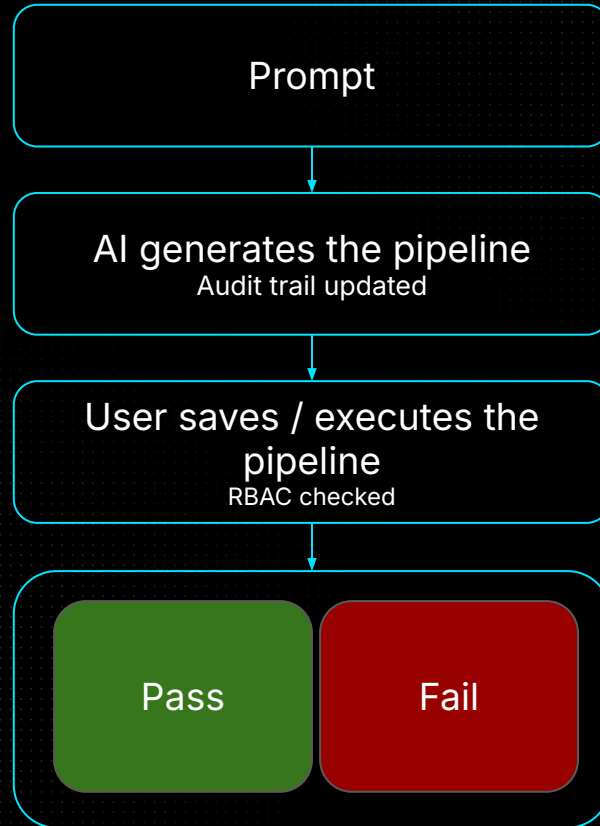 Prompt
AI generates the pipeline
Audit trail updated
User saves / executes the
pipeline
RBAC checked
Pass
Fail